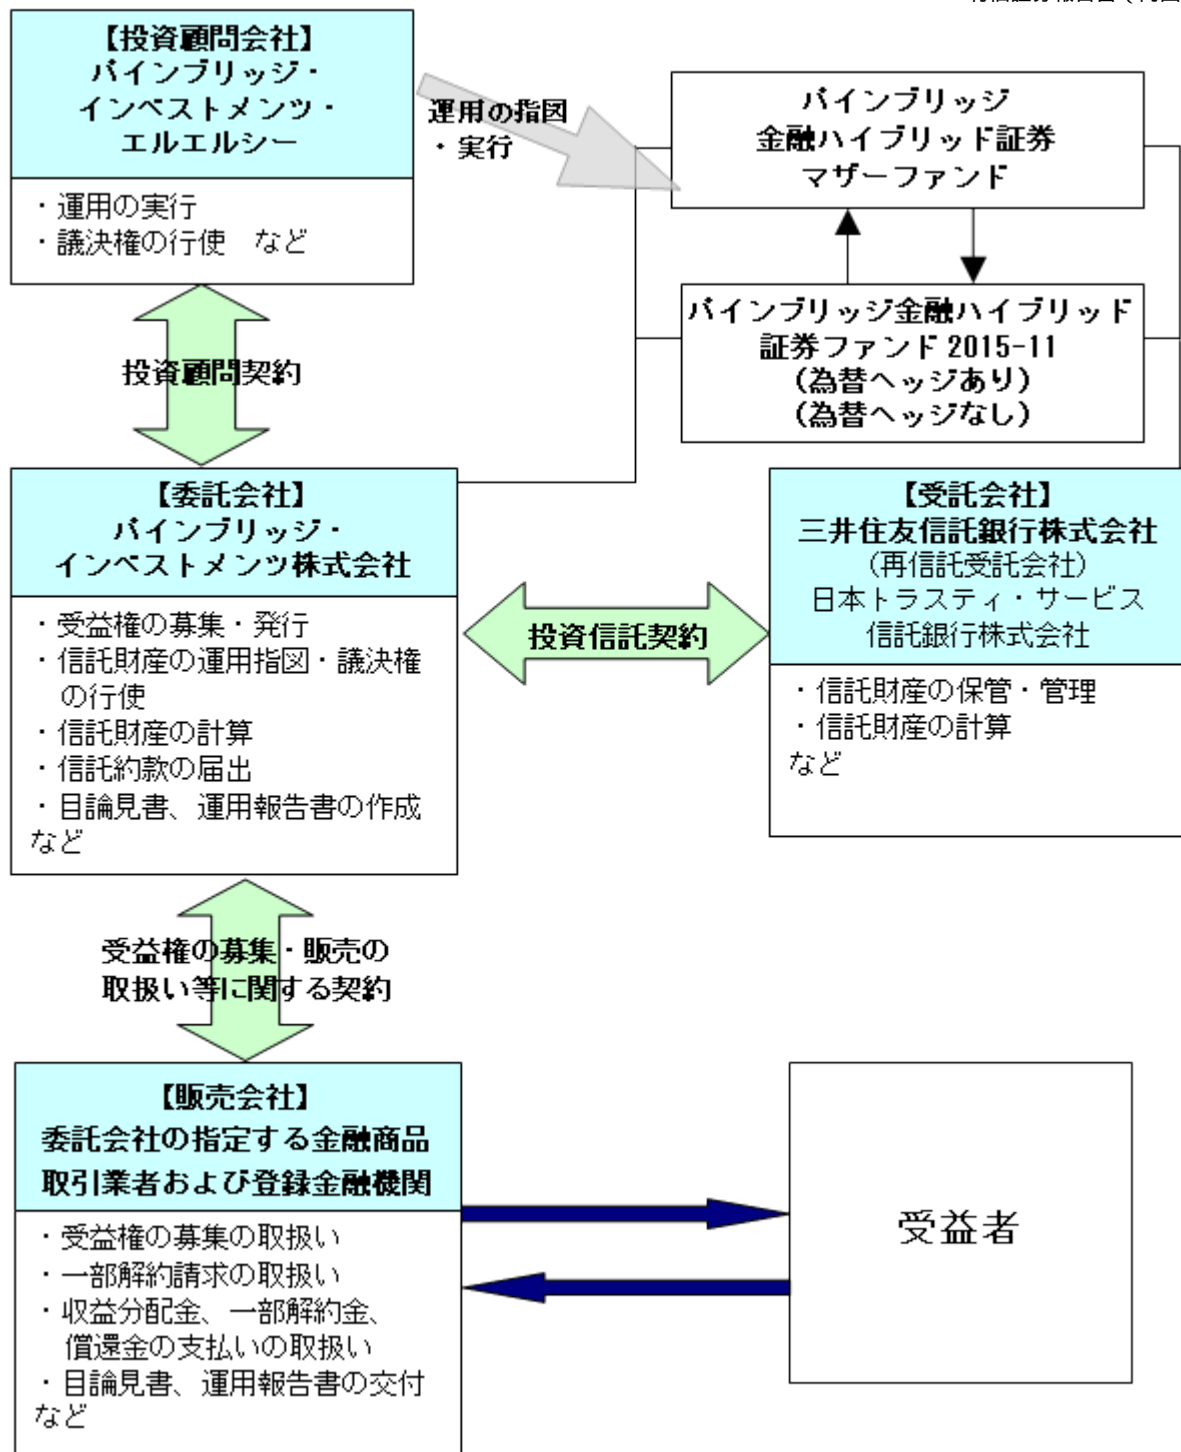 【投資顧問会社】
パインブリッジ・
インベストメンツ・
エルエルシー
・運用の実行
・議決権の行使　など
運用の指図
・実行
パインブリッジ
金融ハイブリッド証券
マザーファンド
パインブリッジ金融ハイブリッド
証券ファンド 2015-11
（為替ヘッジあり）
（為替ヘッジなし）
投資顧問契約
【委託会社】
パインブリッジ・
インベストメンツ株式会社
・受益権の募集・発行
・信託財産の運用指図・議決権
の行使
・信託財産の計算
・信託約款の届出
・目論見書、運用報告書の作成
など
投資信託契約
【受託会社】
三井住友信託銀行株式会社
（再信託受託会社）
日本トラスティ・サービス
信託銀行株式会社
・信託財産の保管・管理
・信託財産の計算
など
受益権の募集・販売の
取扱い等に関する契約
【販売会社】
委託会社の指定する金融商品
取引業者および登録金融機関
・受益権の募集の取扱い
・一部解約請求の取扱い
・収益分配金、一部解約金、
償還金の支払いの取扱い
・目論見書、運用報告書の交付
など
受益者